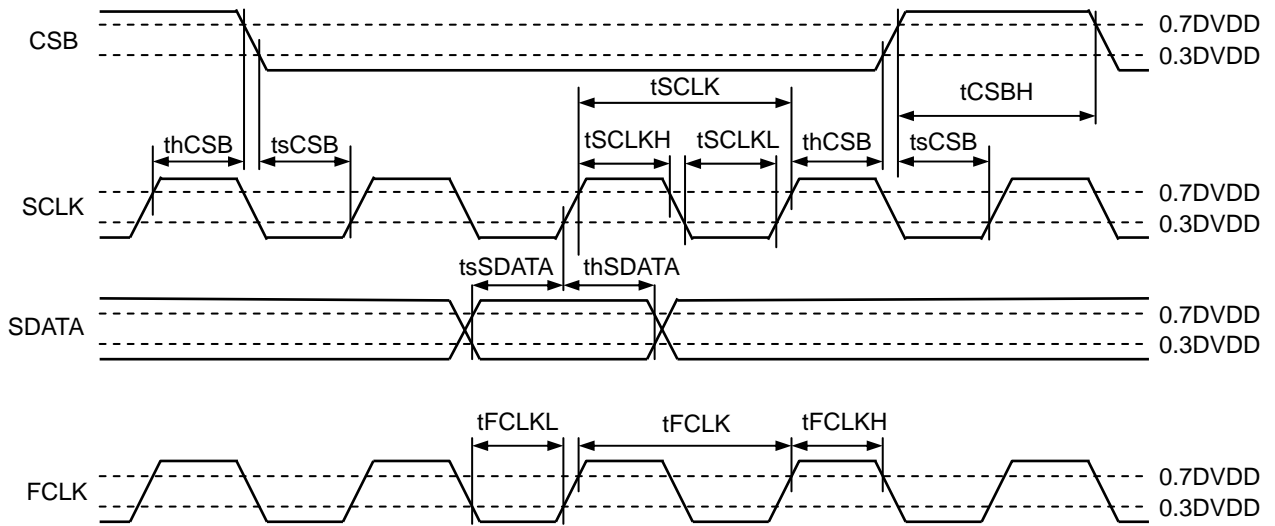 CSB
0.7DVDD
0.3DVDD
tSCLK
tCSBH
thCSB
tsCSB
tSCLKH
tSCLKL
thCSB
tsCSB
SCLK
0.7DVDD
0.3DVDD
tsSDATA
thSDATA
SDATA
0.7DVDD
0.3DVDD
tFCLKL
tFCLK
tFCLKH
FCLK
0.7DVDD
0.3DVDD